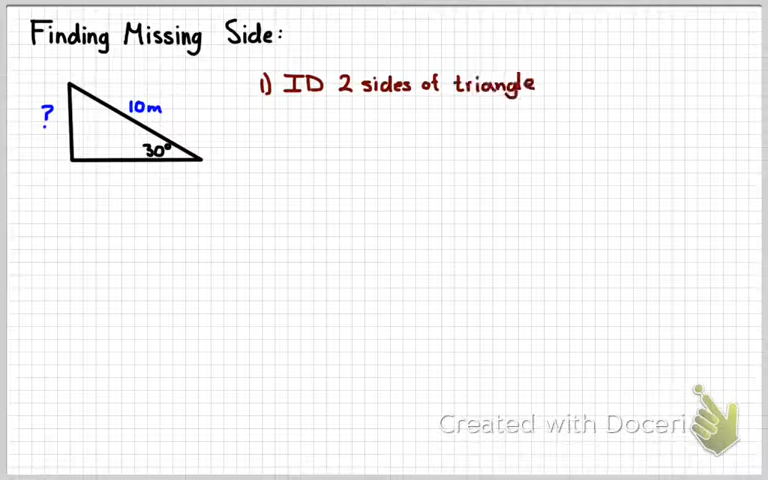 Finding Missing Side:
1) ID 2 sides of triangle
?
10m
30°
Created with Doceri